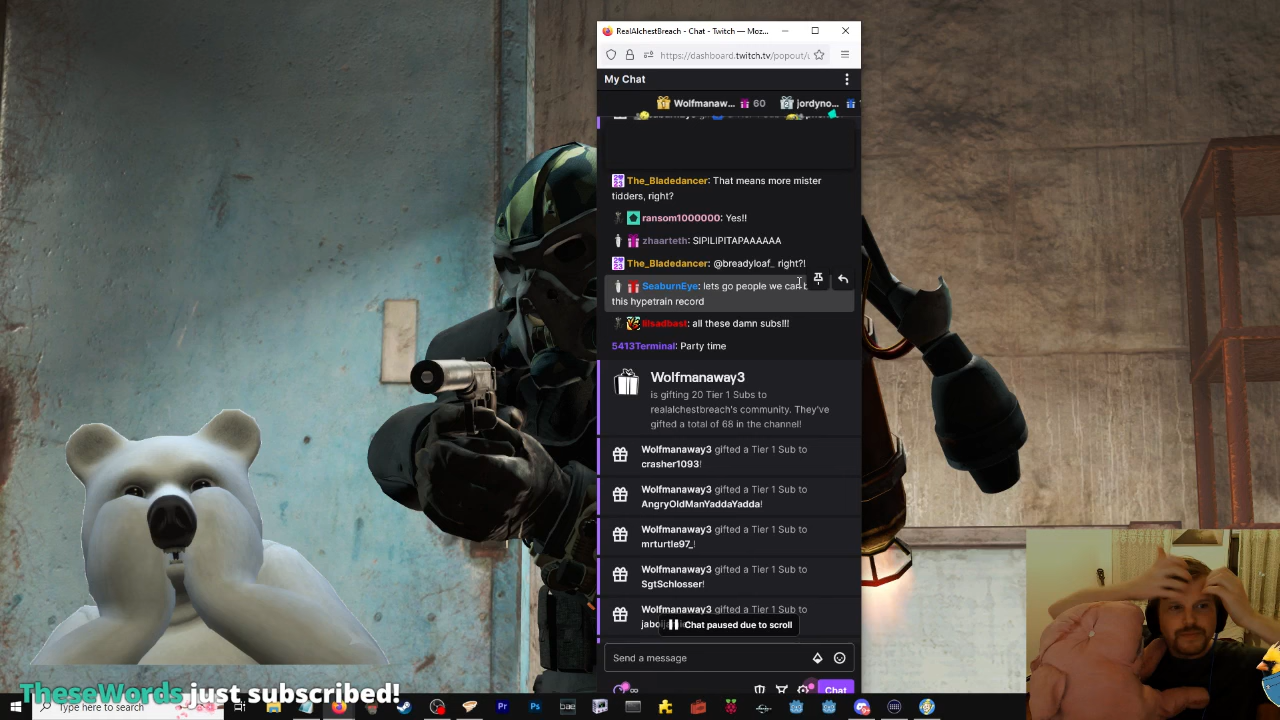 RealAlchestBreach - Chat - Twitch — Moz...
https://dashboard.twitch.tv/popout/
My Chat
Wolfmanaw... 60 jordyno...
The_Bladedancer: That means more mister
tidders, right?
ransom1000000: Yes!!
zhaarteth: SIPILIPITAPAAAAAA
The_Bladedancer: @breadyloaf_ right?!
SeaburnEye: lets go people we can
this hypetrain record
: all these damn subs!!!
5413Terminal: Party time
Wolfmanaway3
is gifting 20 Tier 1 Subs to
realalchestbreach's community. They've
gifted a total of 68 in the channel!
Wolfmanaway3 gifted a Tier 1 Sub to
crasher1093!
Wolfmanaway3 gifted a Tier 1 Sub to
AngryOldManYaddaYadda!
Wolfmanaway3 gifted a Tier 1 Sub to
mrturtle97_!
Wolfmanaway3 gifted a Tier 1 Sub to
SgtSchlosser!
Wolfmanaway3 gifted a Tier 1 Sub to
Chat paused due to scroll
Send a message
Chat
TheseWords just subscribed!
Type here to search
Pr
Ps
bae